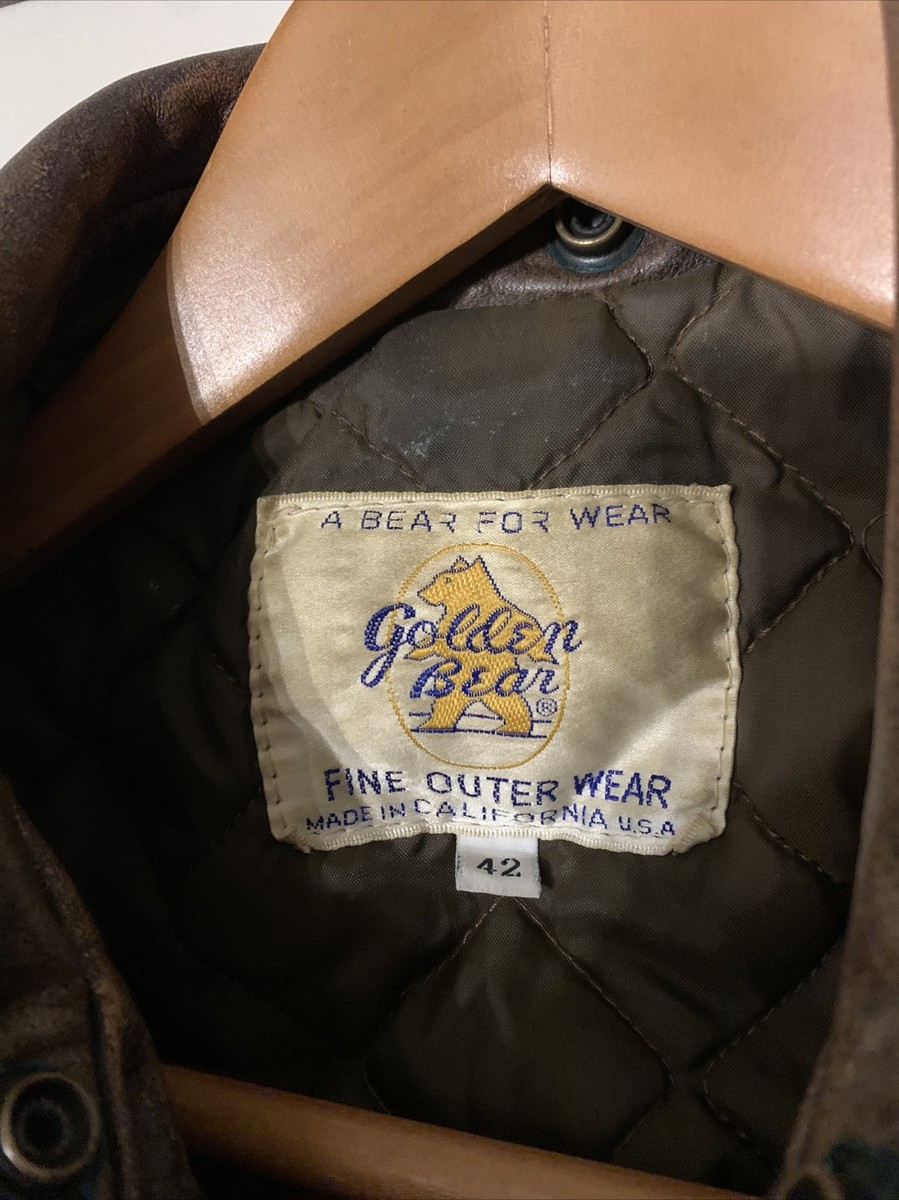 A BEAR FOR WEAR
Golden
Bear ®
FINE OUTER WEAR
MADE IN CALIFORNIA U.S.A
42